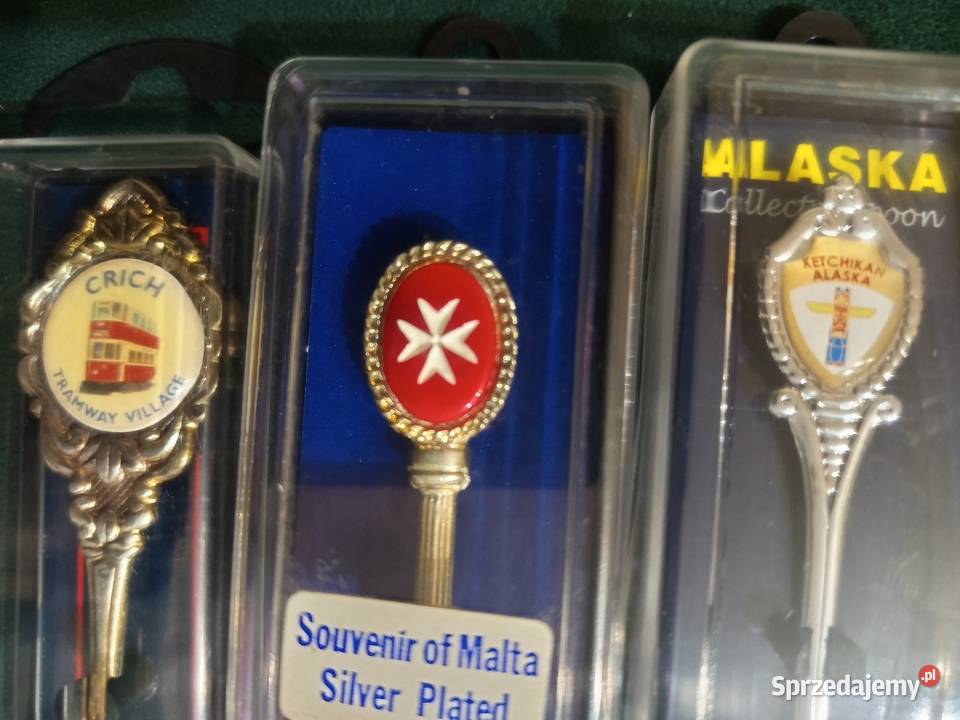 CRICH
TRAMWAY VILLAGE
Souvenir of Malta
Silver Plated
ALASKA
KETCHIKAN
ALASKA
Sprzedajemy.pl